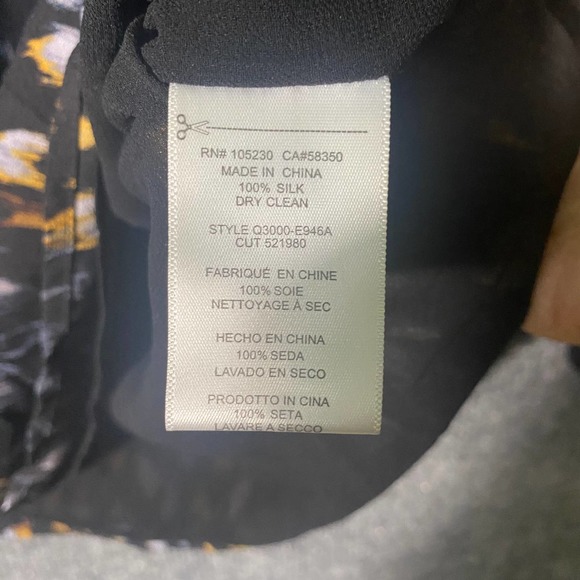 RN# 105230 CA#58350
MADE IN CHINA
100% SILK
DRY CLEAN
STYLE Q3000-E946A
CUT 521980
FABRIQUÉ EN CHINE
100% SOIE
NETTOYAGE À SEC
HECHO EN CHINA
100% SEDA
LAVADO EN SECO
PRODOTTO IN CINA
100% SETA
LAVARE A SECCO